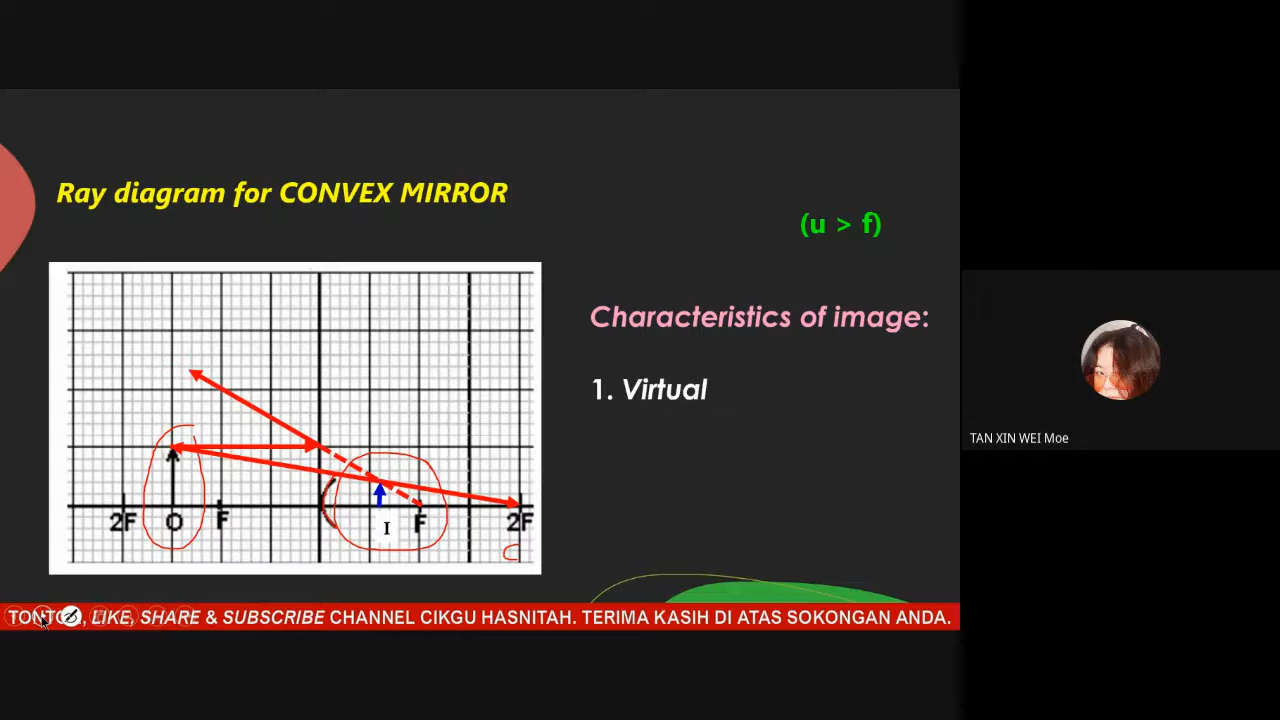 Ray diagram for CONVEX MIRROR
(u > f)
Characteristics of image:
1. Virtual
2F O F I F 2F
C
TAN XIN WEI Moe
TONTON, LIKE, SHARE & SUBSCRIBE CHANNEL CIKGU HASNITAH. TERIMA KASIH DI ATAS SOKONGAN ANDA.